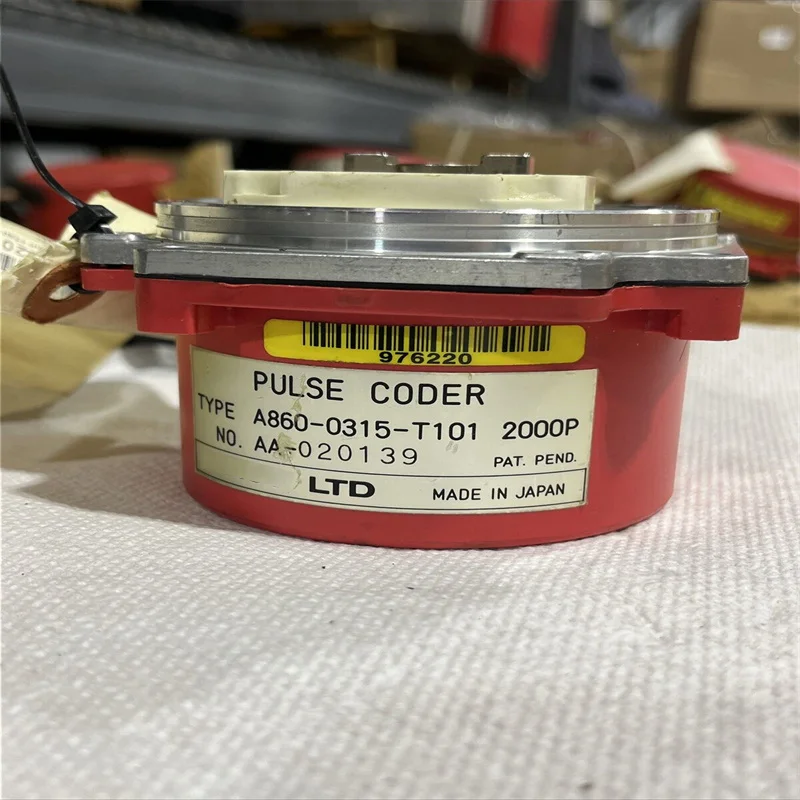 976220
PULSE CODER
TYPE A860-0315-T101 2000P
NO. AA-020139 PAT. PEND.
LTD MADE IN JAPAN